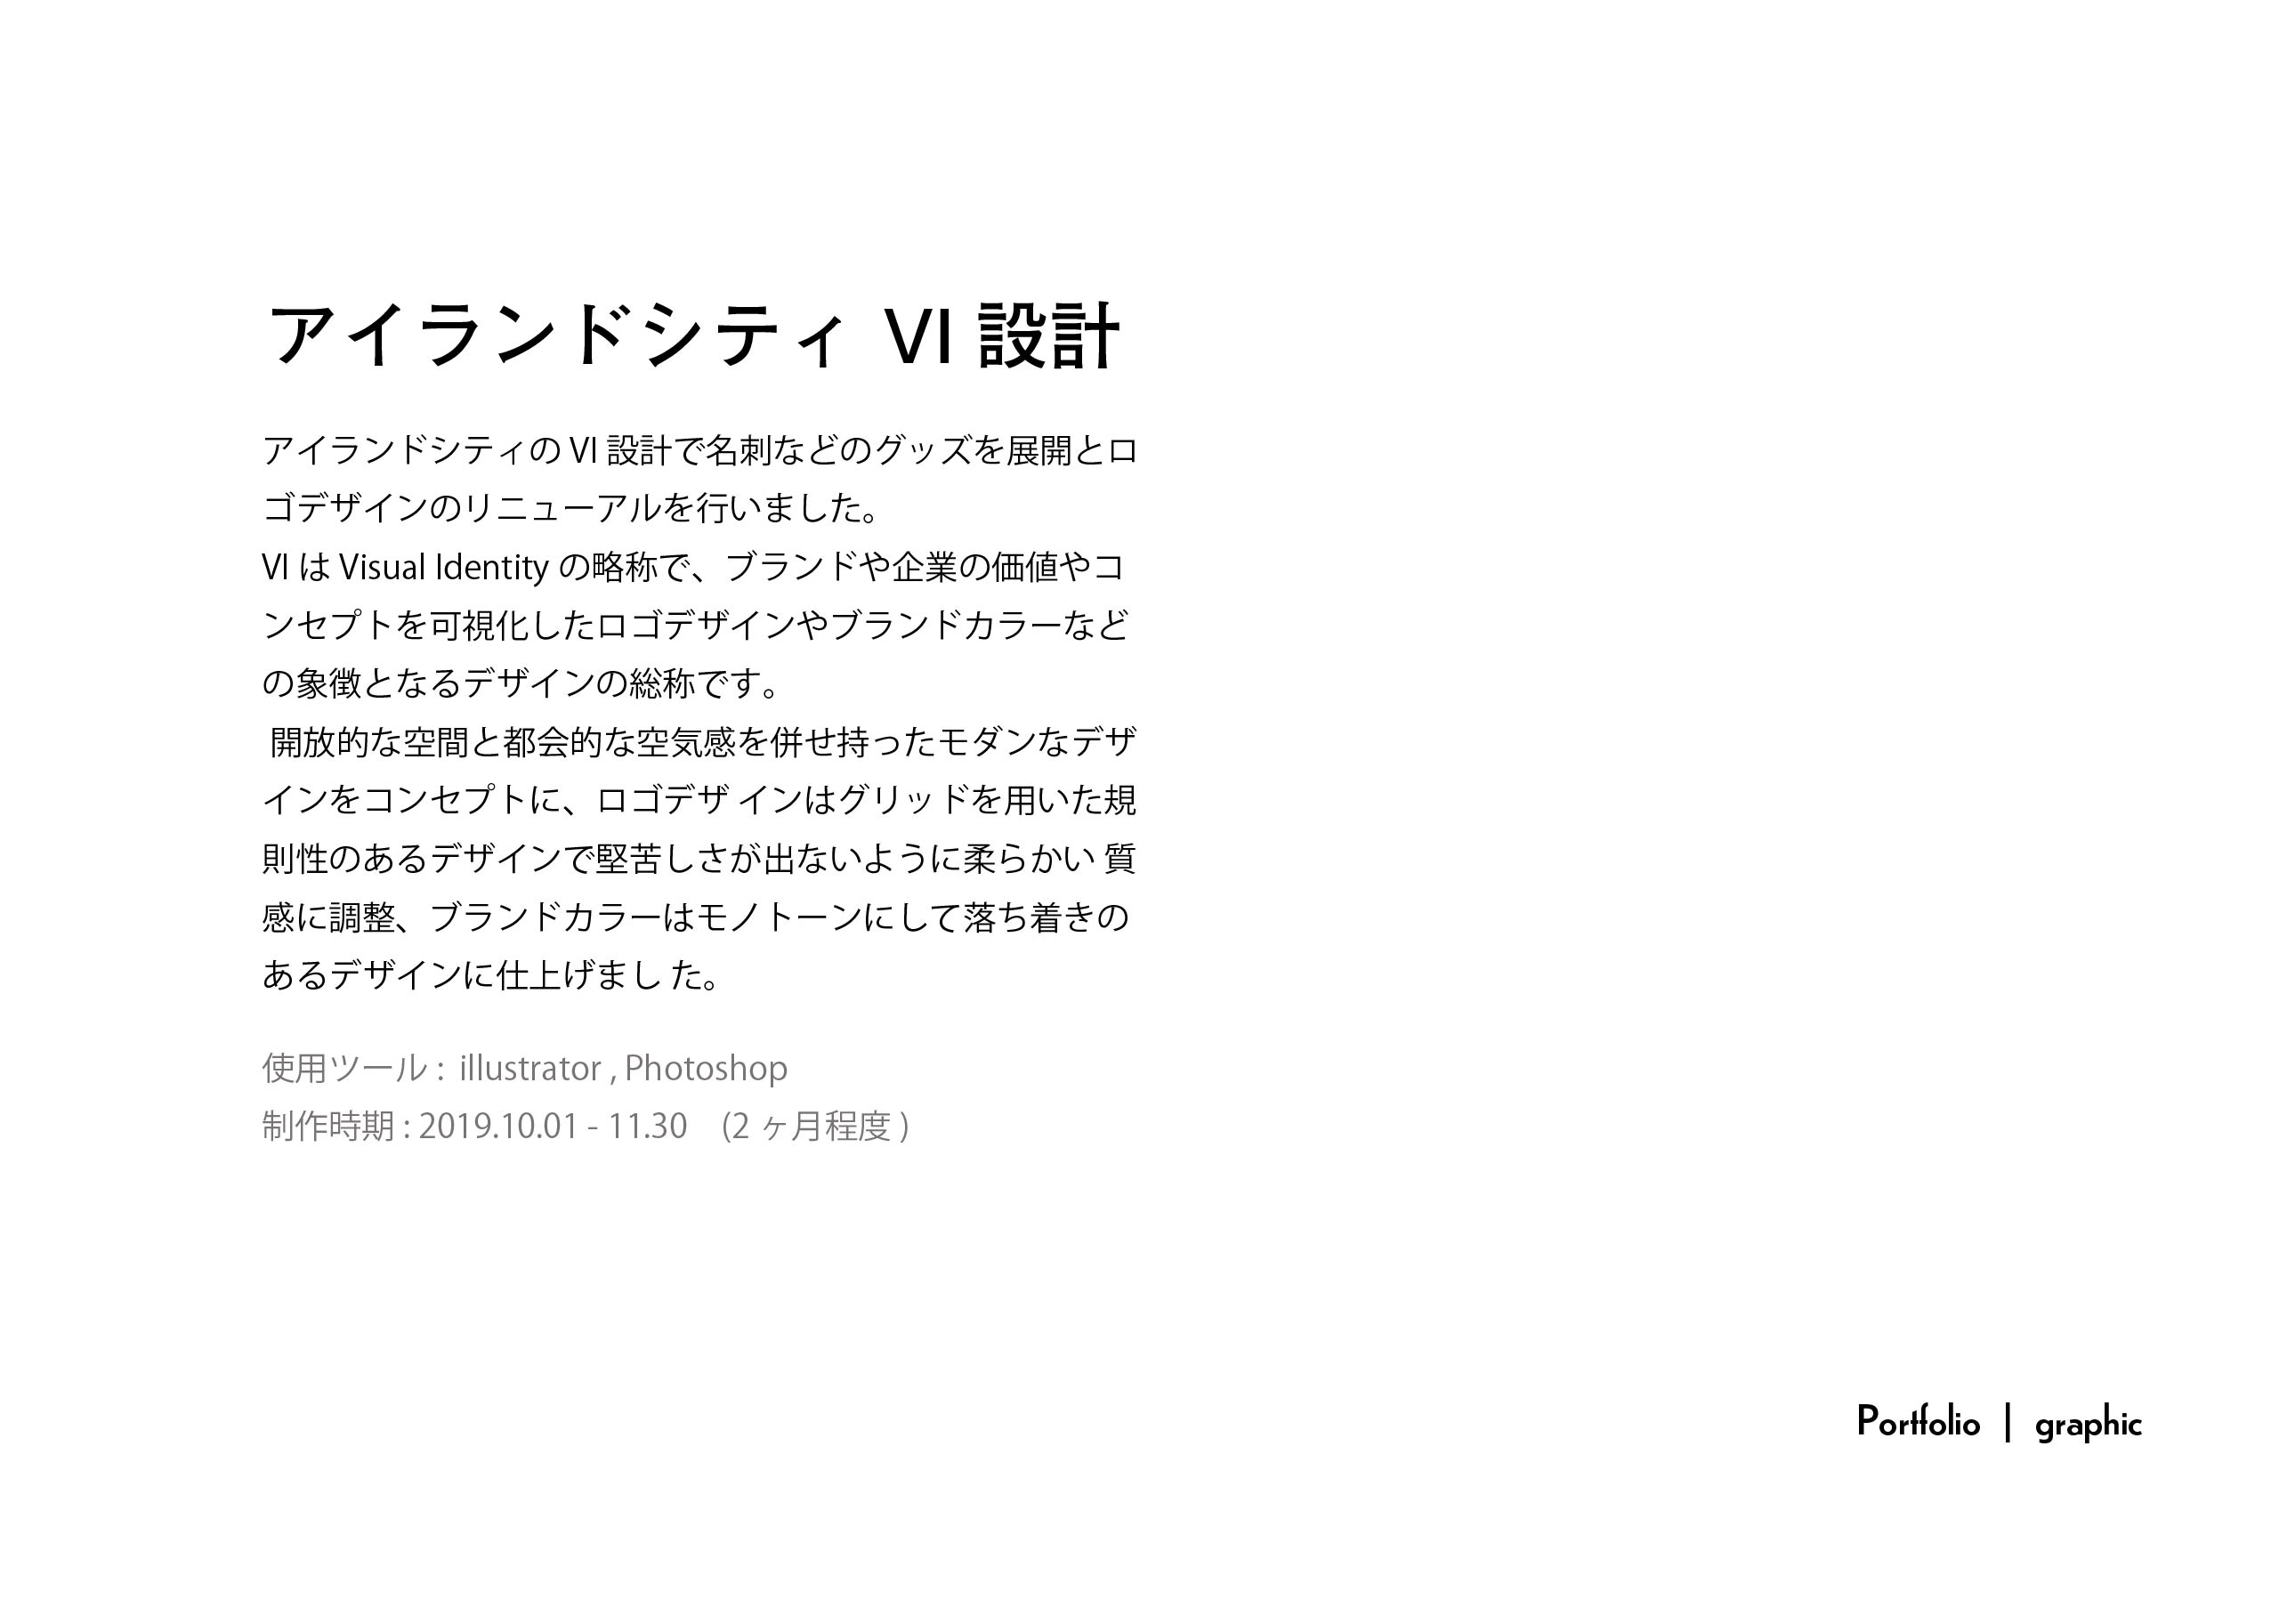 アイランドシティ VI 設計
アイランドシティの VI 設計で名刺などのグッズを展開とロ
ゴデザインのリニューアルを行いました。
VI は Visual Identity の略称で、ブランドや企業の価値やコ
ンセプトを可視化したロゴデザインやブランドカラーなど
の象徴となるデザインの総称です。
開放的な空間と都会的な空気感を併せ持ったモダンなデザ
インをコンセプトに、ロゴデザ インはグリッドを用いた規
則性のあるデザインで堅苦しさが出ないように柔らかい 質
感に調整、ブランドカラーはモノトーンにして落ち着きの
あるデザインに仕上げまし た。
使用ツール : illustrator , Photoshop
制作時期 : 2019.10.01 - 11.30 (2 ヶ月程度 )
Portfolio | graphic